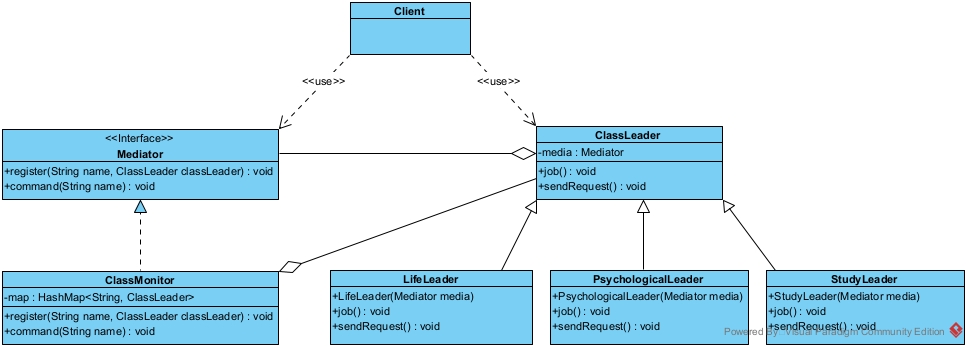 Client
<<use>>
<<use>>
<<Interface>>
Mediator
+register(String name, ClassLeader classLeader) : void
+command(String name) : void
ClassLeader
-media : Mediator
+job() : void
+sendRequest() : void
ClassMonitor
-map : HashMap<String, ClassLeader>
+register(String name, ClassLeader classLeader) : void
+command(String name) : void
LifeLeader
+LifeLeader(Mediator media)
+job() : void
+sendRequest() : void
PsychologicalLeader
+PsychologicalLeader(Mediator media)
+job() : void
+sendRequest() : void
StudyLeader
+StudyLeader(Mediator media)
+job() : void
+sendRequest() : void
Powered By Visual Paradigm Community Edition